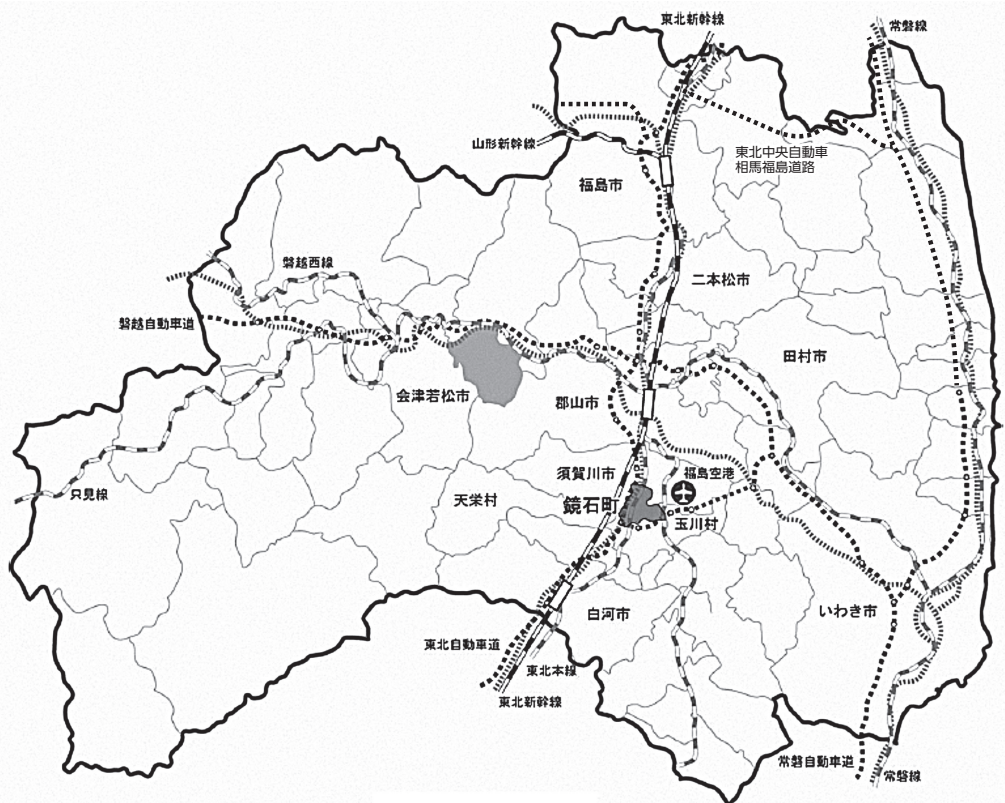 東北新幹線
常磐線
山形新幹線
東北中央自動車
相馬福島道路
福島市
磐越西線
二本松市
磐越自動車道
田村市
会津若松市
郡山市
須賀川市
福島空港
只見線
天栄村
鏡石町
玉川村
白河市
いわき市
東北自動車道
東北本線
東北新幹線
常磐自動車道
常磐線